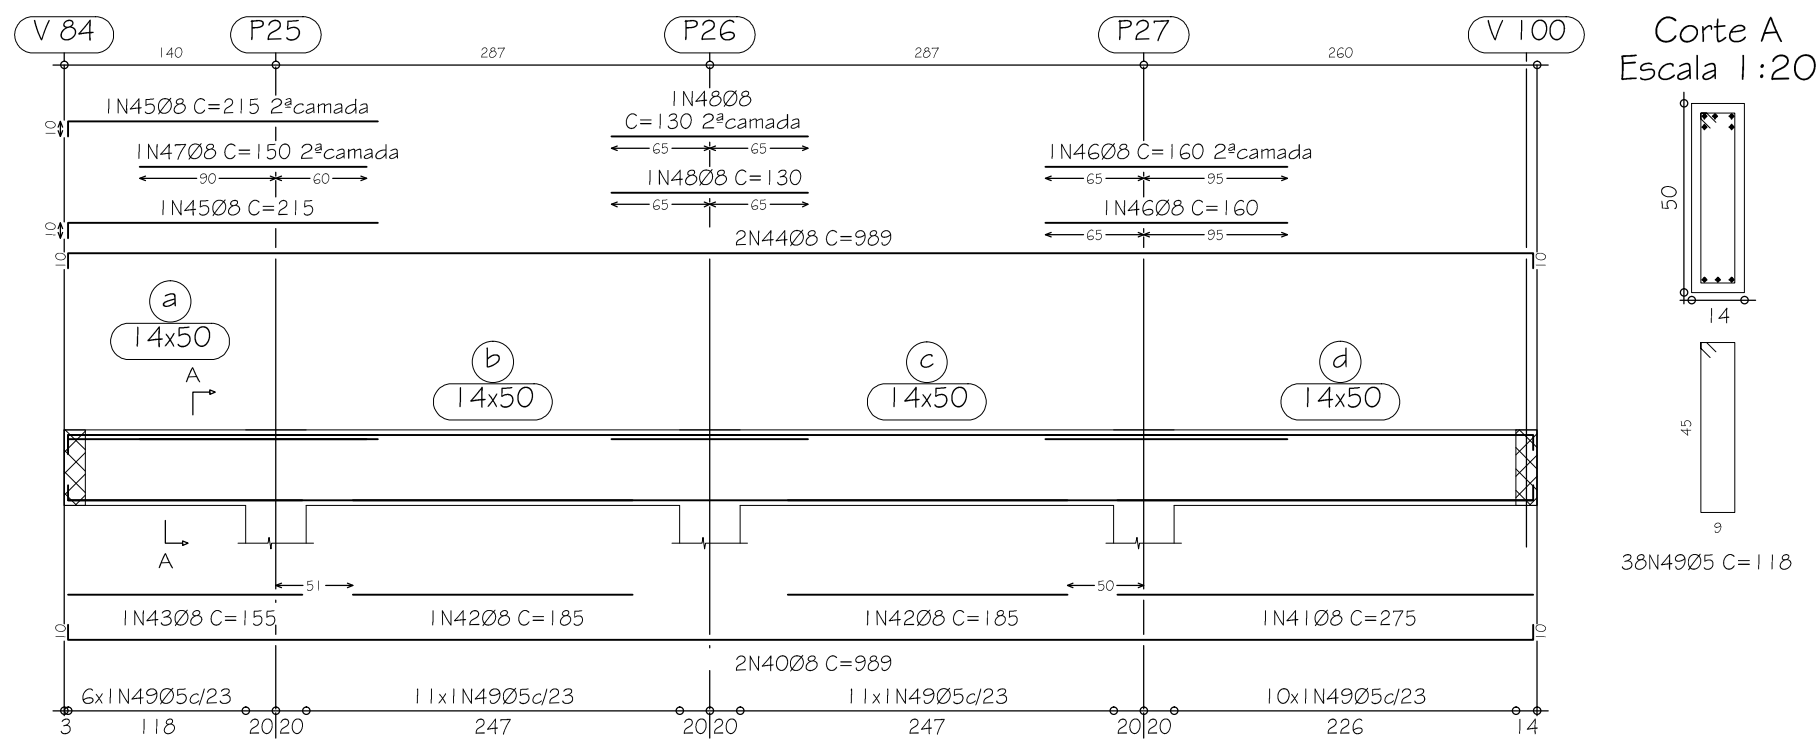 V 84
P25
P26
P27
V 100
140
287
287
260
1N45Ø8 C=215 2ªcamada
10
1N47Ø8 C=150 2ªcamada
90
60
1N45Ø8 C=215
10
1N48Ø8
C=130 2ªcamada
65
65
1N48Ø8 C=130
65
65
1N46Ø8 C=160 2ªcamada
65
95
1N46Ø8 C=160
65
95
2N44Ø8 C=989
10
10
a
14x50
b
14x50
c
14x50
d
14x50
A
A
51
50
1N43Ø8 C=155
1N42Ø8 C=185
1N42Ø8 C=185
1N41Ø8 C=275
10
10
2N40Ø8 C=989
6x1N49Ø5c/23
11x1N49Ø5c/23
11x1N49Ø5c/23
10x1N49Ø5c/23
3
118
20
20
247
20
20
247
20
20
226
14
Corte A
Escala 1:20
50
14
45
9
38N49Ø5 C=118